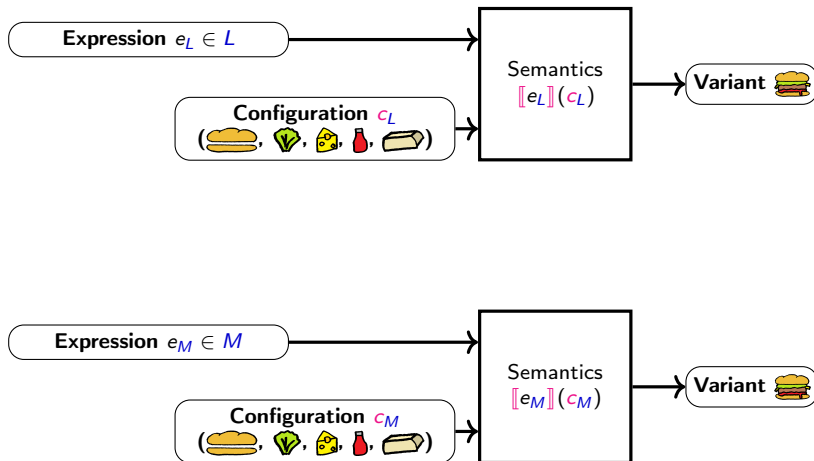 Expression e_L ∈ L
Configuration c_L
( , , , , )
Semantics
⟦e_L⟧(c_L)
Variant
Expression e_M ∈ M
Configuration c_M
( , , , , )
Semantics
⟦e_M⟧(c_M)
Variant